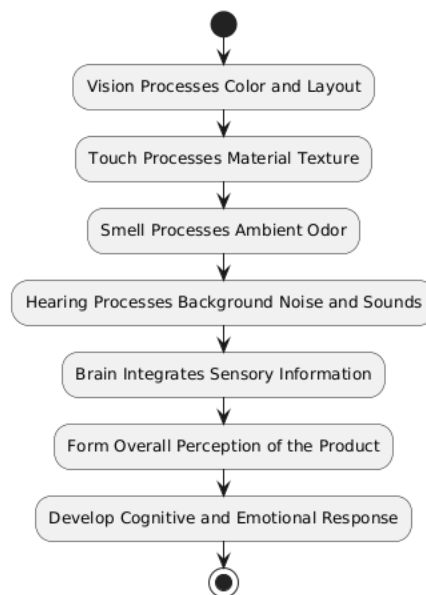 Vision Processes Color and Layout
Touch Processes Material Texture
Smell Processes Ambient Odor
Hearing Processes Background Noise and Sounds
Brain Integrates Sensory Information
Form Overall Perception of the Product
Develop Cognitive and Emotional Response